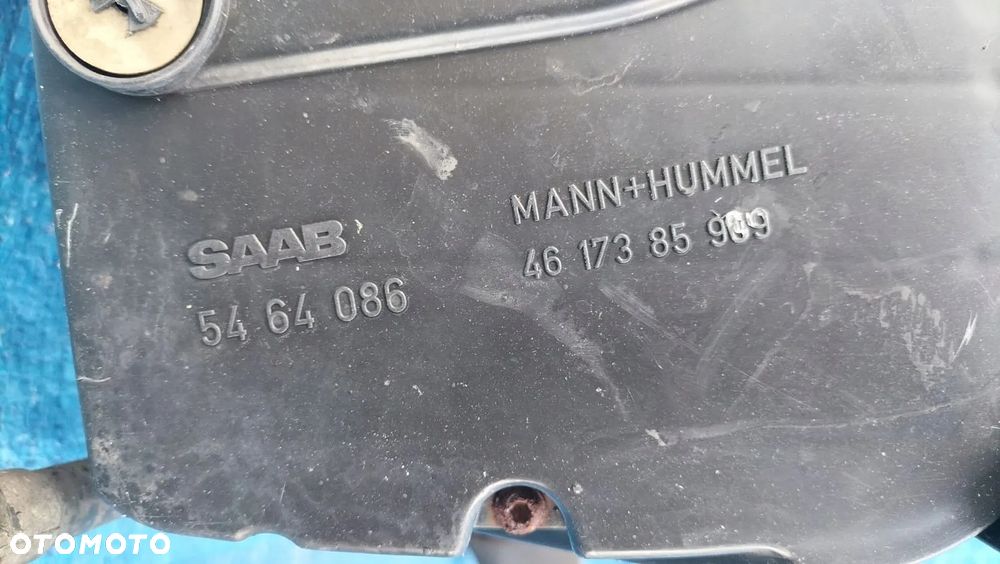 SAAB
54 64 086
MANN+HUMMEL
46 173 85
OTOMOTO